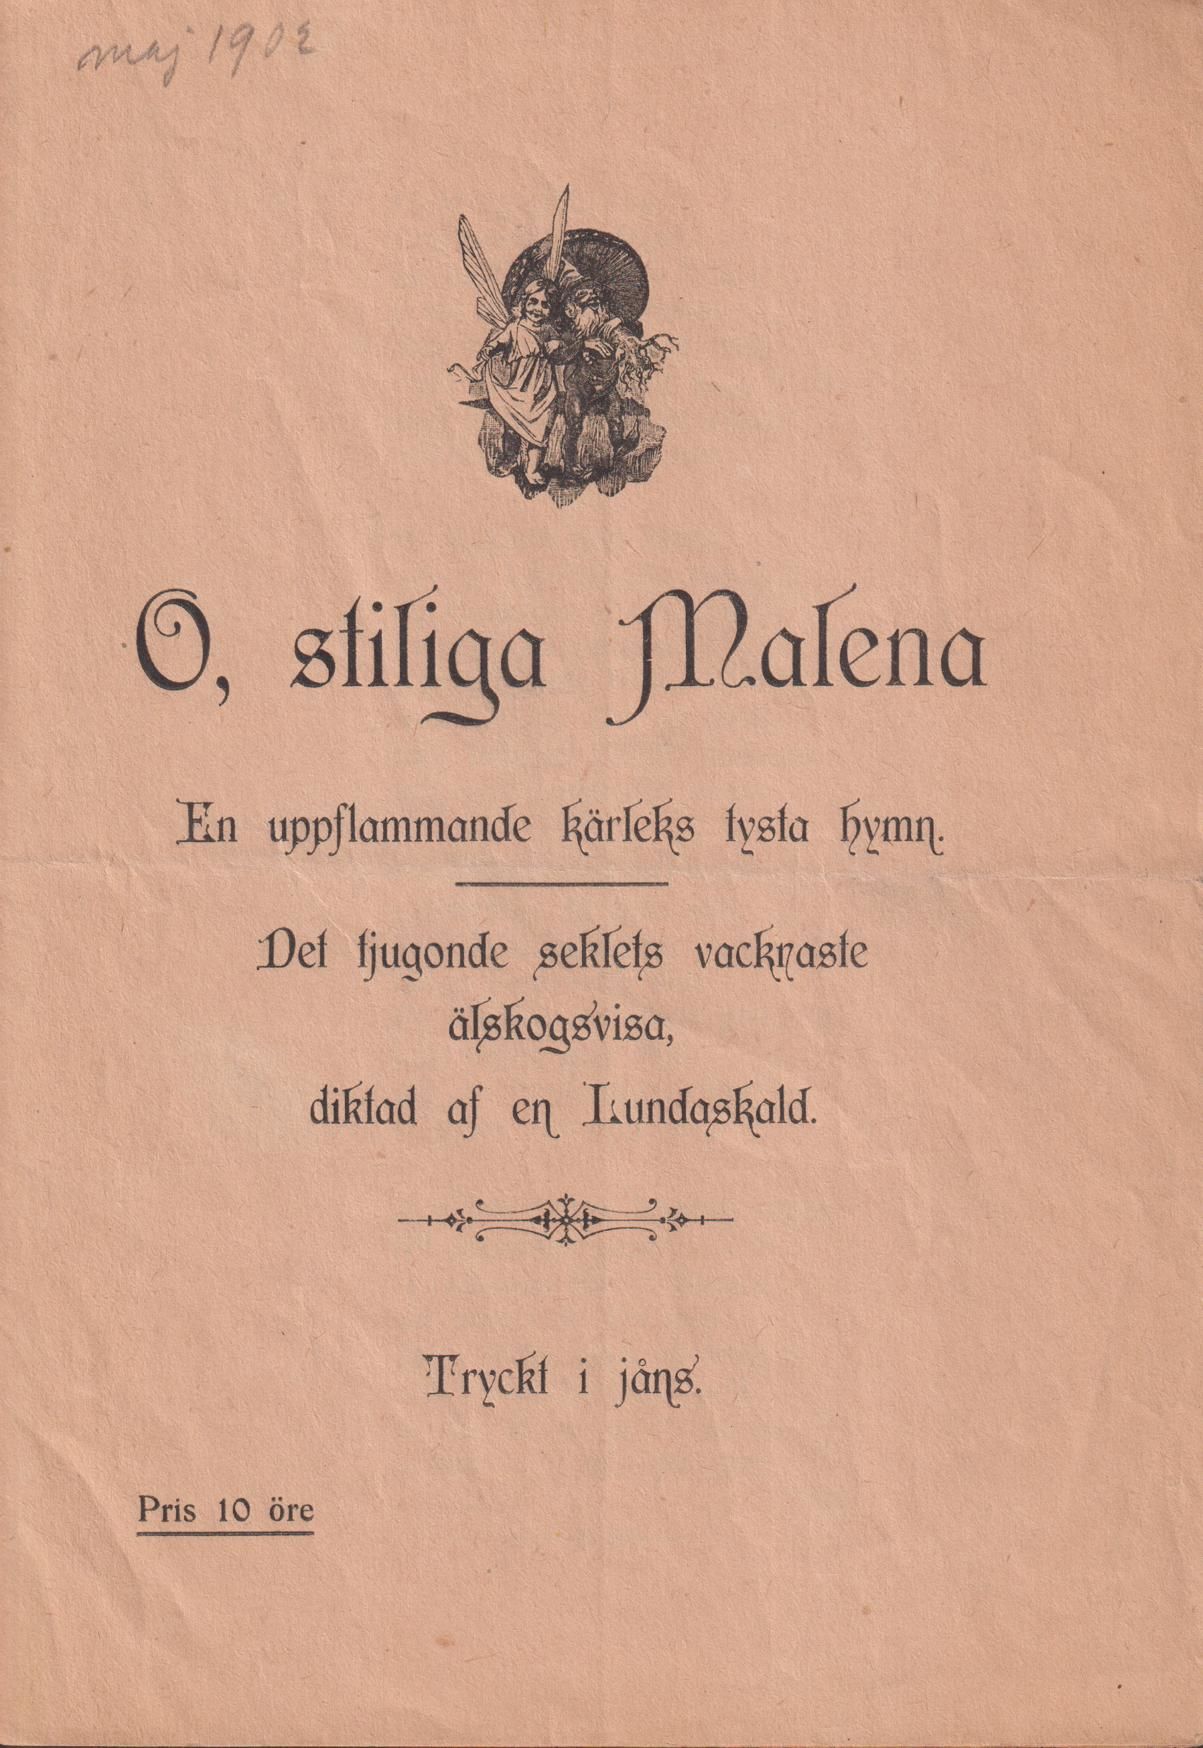 maj 1902
O, stiliga Malena
En uppflammande kärleks tysta hymn.
Det tjugonde seklets vackraste
älskogsvisa,
diktad af en Lundaskald.
Tryckt i jåns.
Pris 10 öre